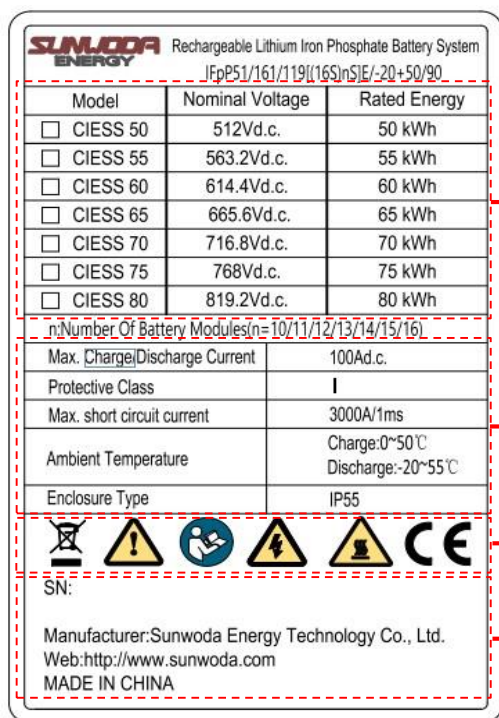 SUNWODA
ENERGY
Rechargeable Lithium Iron Phosphate Battery System
IFpP51/161/119[(16S)nS]E/-20+50/90
Model Nominal Voltage Rated Energy
CIESS 50 512Vd.c. 50 kWh
CIESS 55 563.2Vd.c. 55 kWh
CIESS 60 614.4Vd.c. 60 kWh
CIESS 65 665.6Vd.c. 65 kWh
CIESS 70 716.8Vd.c. 70 kWh
CIESS 75 768Vd.c. 75 kWh
CIESS 80 819.2Vd.c. 80 kWh
n:Number Of Battery Modules(n=10/11/12/13/14/15/16)
Max. Charge/Discharge Current 100Ad.c.
Protective Class I
Max. short circuit current 3000A/1ms
Ambient Temperature Charge:0~50℃
Discharge:-20~55℃
Enclosure Type IP55
CE
SN:
Manufacturer:Sunwoda Energy Technology Co., Ltd.
Web:http://www.sunwoda.com
MADE IN CHINA